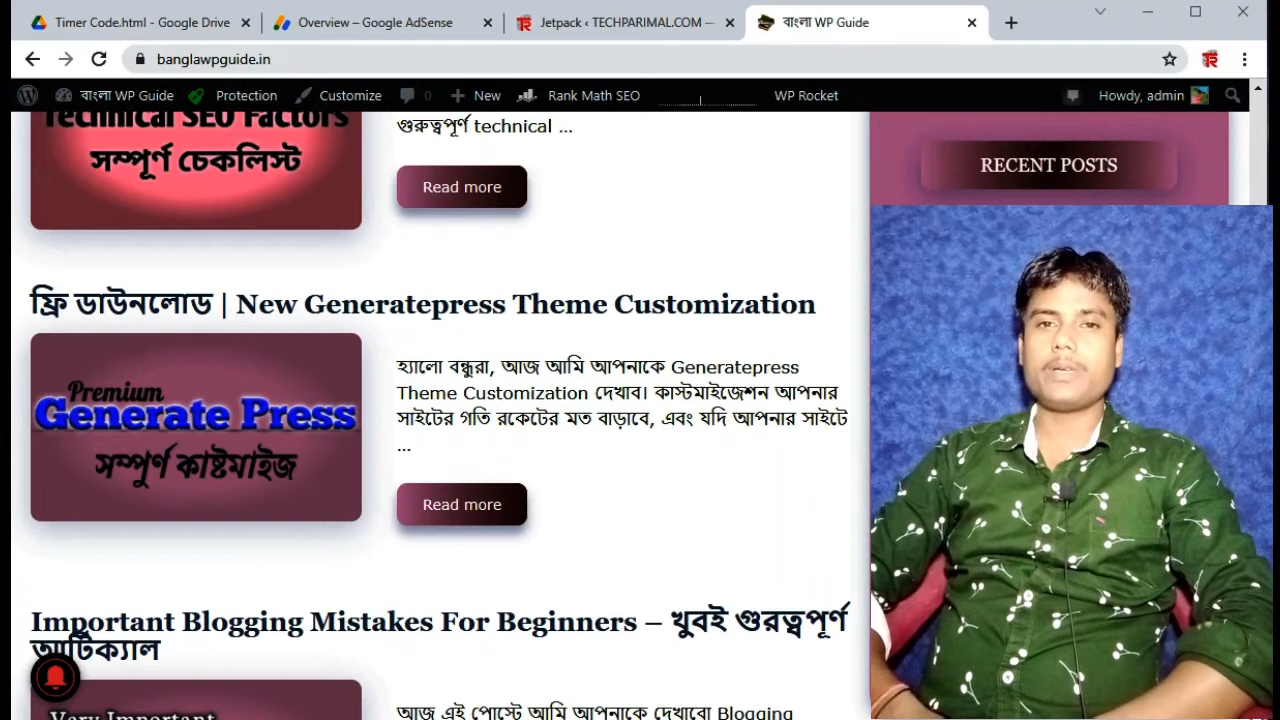 Timer Code.html - Google Drive
Overview – Google AdSense
Jetpack ‹ TECHPARIMAL.COM —
বাংলা WP Guide
banglawpguide.in
বাংলা WP Guide
Protection
Customize
0
New
Rank Math SEO
WP Rocket
Howdy, admin
Technical SEO Factors
সম্পূর্ণ চেকলিস্ট
গুরুত্বপূর্ণ technical ...
Read more
RECENT POSTS
ফ্রি ডাউনলোড | New Generatepress Theme Customization
Premium
Generate Press
সম্পুর্ণ কাষ্টমাইজ
হ্যালো বন্ধুরা, আজ আমি আপনাকে Generatepress
Theme Customization দেখাব। কাস্টমাইজেশন আপনার
সাইটের গতি রকেটের মত বাড়াবে, এবং যদি আপনার সাইটে
...
Read more
Important Blogging Mistakes For Beginners – খুবই গুরত্বপূর্ণ
আর্টিক্যাল
Very Important
আজ এই পোস্টে আমি আপনাকে দেখাবো Blogging